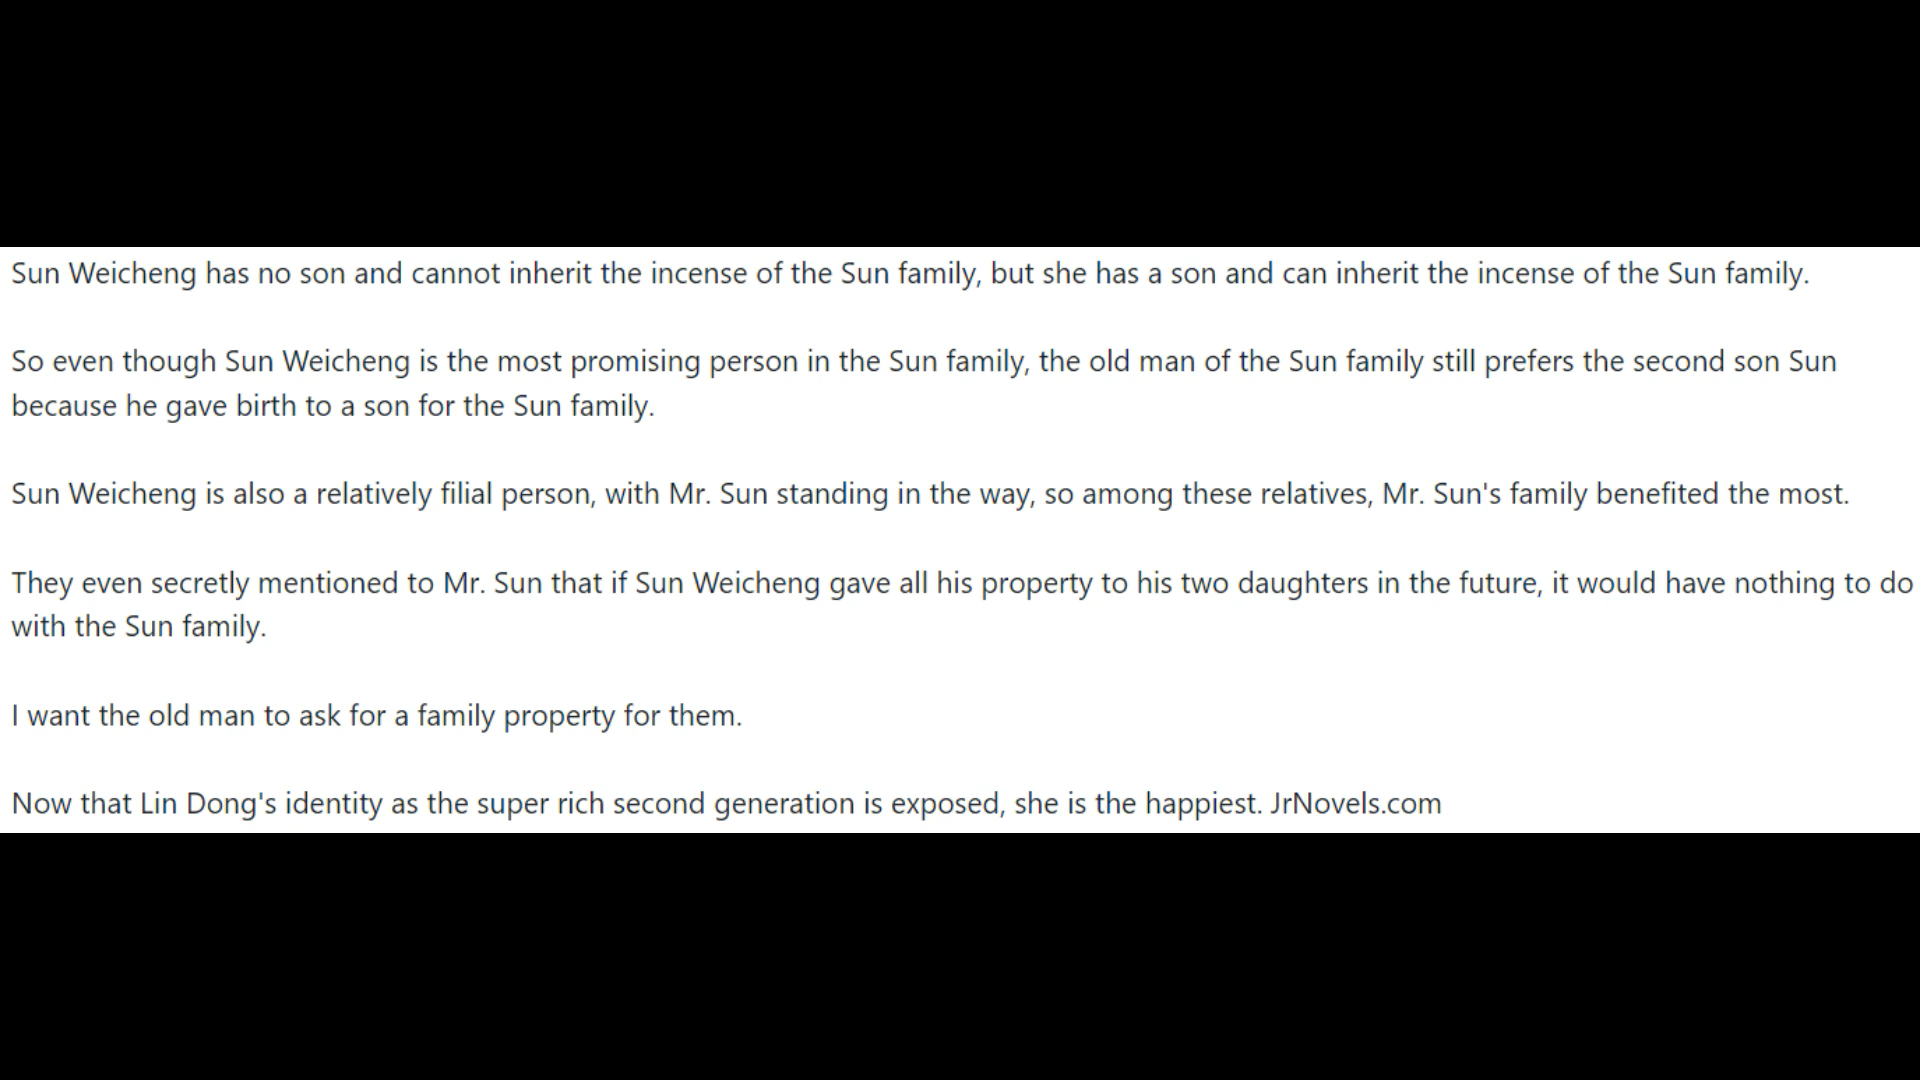 Sun Weicheng has no son and cannot inherit the incense of the Sun family, but she has a son and can inherit the incense of the Sun family.
So even though Sun Weicheng is the most promising person in the Sun family, the old man of the Sun family still prefers the second son Sun
because he gave birth to a son for the Sun family.
Sun Weicheng is also a relatively filial person, with Mr. Sun standing in the way, so among these relatives, Mr. Sun's family benefited the most.
They even secretly mentioned to Mr. Sun that if Sun Weicheng gave all his property to his two daughters in the future, it would have nothing to do
with the Sun family.
I want the old man to ask for a family property for them.
Now that Lin Dong's identity as the super rich second generation is exposed, she is the happiest. JrNovels.com